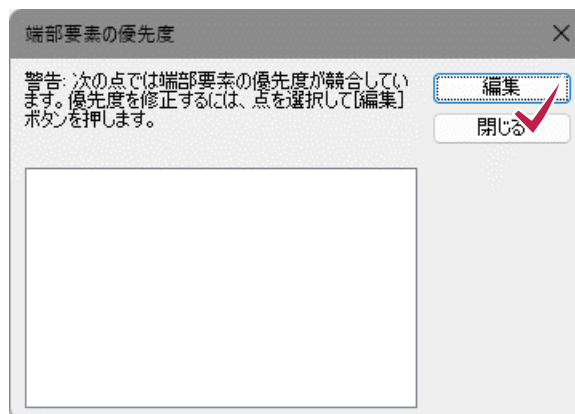 端部要素の優先度
警告: 次の点では端部要素の優先度が競合してい
ます。優先度を修正するには、点を選択して[編集]
ボタンを押します。
編集
閉じる